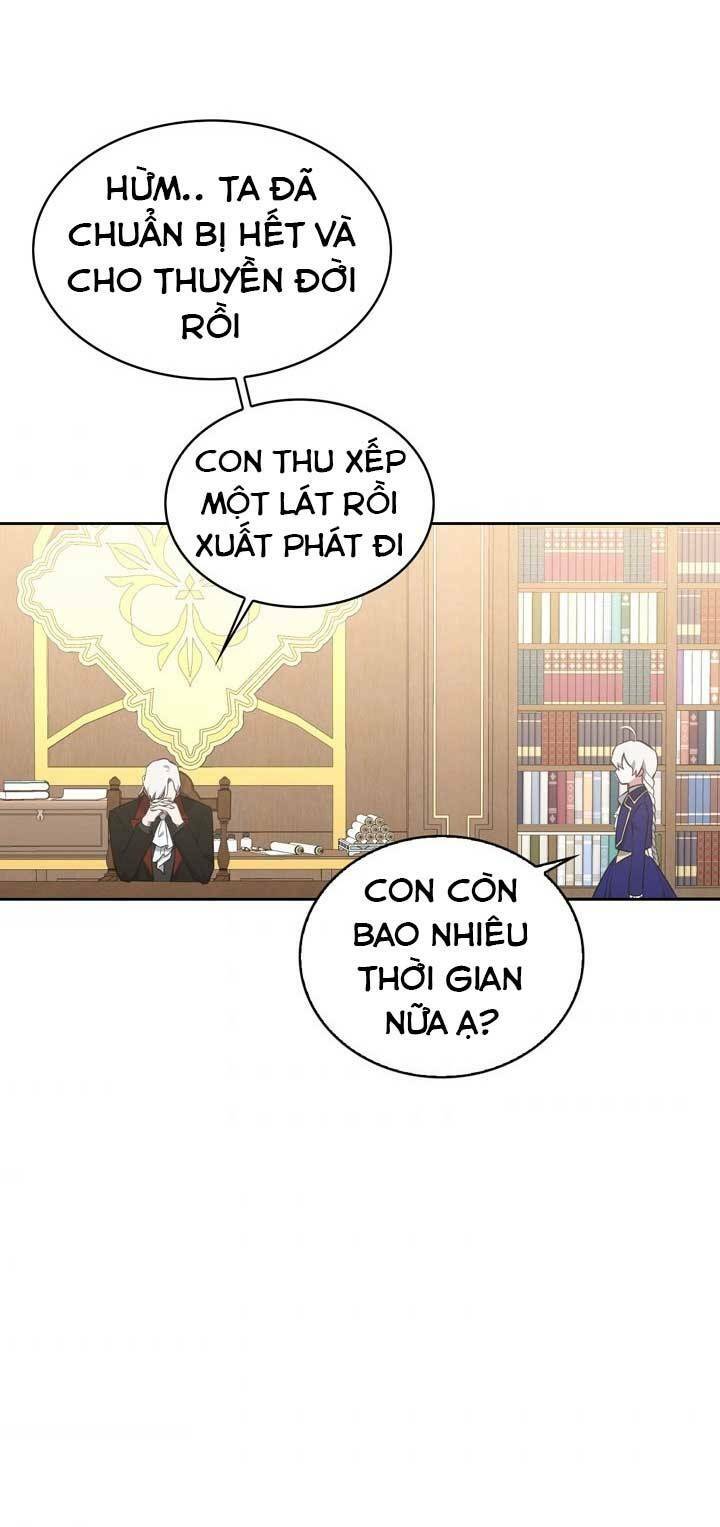 HỪM.. TA ĐÃ
CHUẨN BỊ HẾT VÀ
CHO THUYỀN ĐỜI
RỒI
CON THU XẾP
MỘT LÁT RỒI
XUẤT PHÁT ĐI
CON CÒN
BAO NHIÊU
THỜI GIAN
NỮA Ạ?